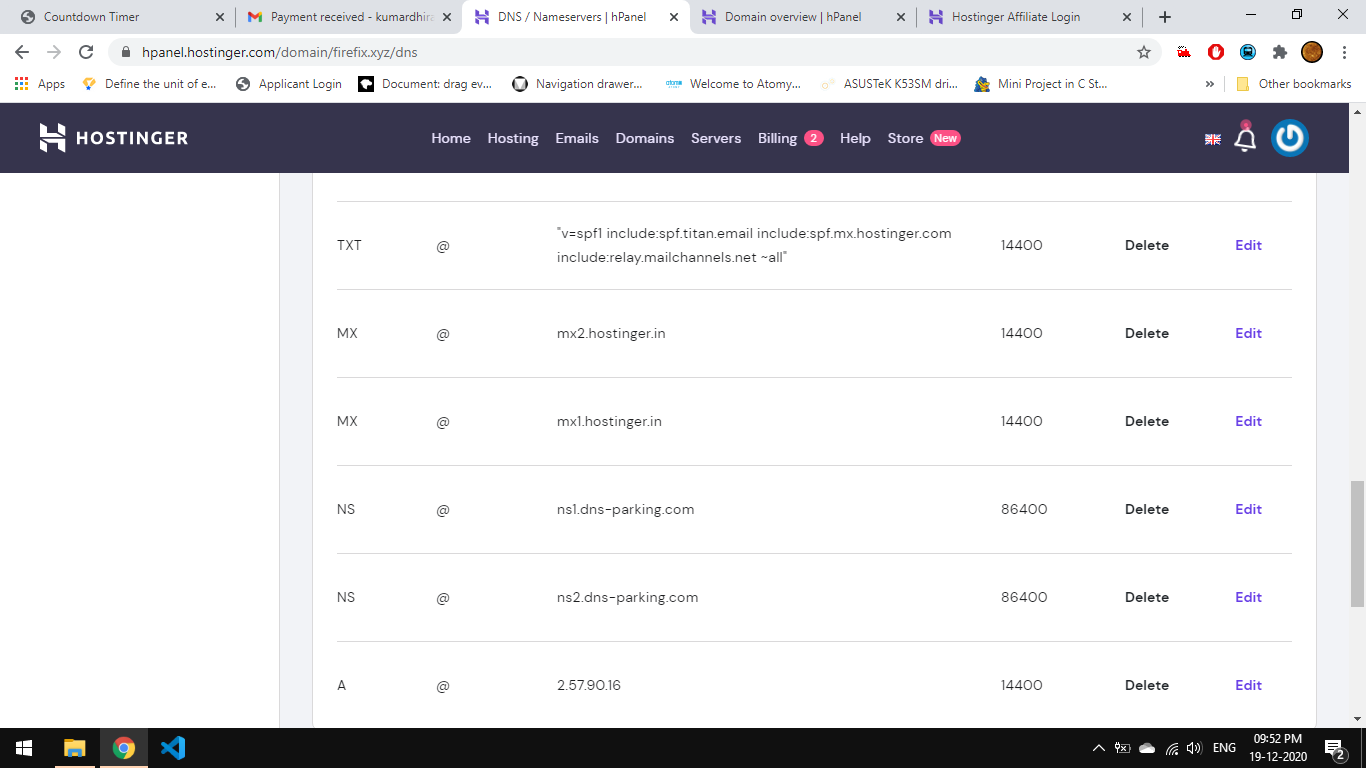 Countdown Timer
Payment received - kumardhira
DNS / Nameservers | hPanel
Domain overview | hPanel
Hostinger Affiliate Login
hpanel.hostinger.com/domain/firefix.xyz/dns
Apps
Define the unit of e...
Applicant Login
Document: drag ev...
Navigation drawer...
Welcome to Atomy...
ASUSTeK K53SM dri...
Mini Project in C St...
»
Other bookmarks
HOSTINGER
Home Hosting Emails Domains Servers Billing 2 Help Store New
TXT @ "v=spf1 include:spf.titan.email include:spf.mx.hostinger.com 14400 Delete Edit
include:relay.mailchannels.net ~all"
MX @ mx2.hostinger.in 14400 Delete Edit
MX @ mx1.hostinger.in 14400 Delete Edit
NS @ ns1.dns-parking.com 86400 Delete Edit
NS @ ns2.dns-parking.com 86400 Delete Edit
A @ 2.57.90.16 14400 Delete Edit
ENG
09:52 PM
19-12-2020
2